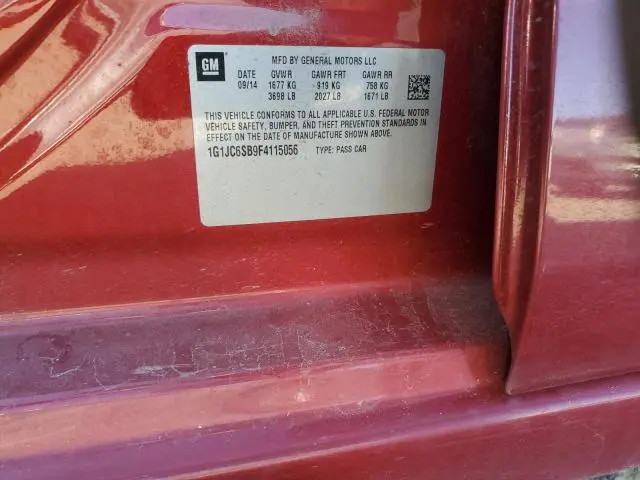 GM
MFD BY GENERAL MOTORS LLC
DATE GVWR GAWR FRT GAWR RR
09/14 1677 KG 919 KG 758 KG
3698 LB 2027 LB 1671 LB
THIS VEHICLE CONFORMS TO ALL APPLICABLE U.S. FEDERAL MOTOR
VEHICLE SAFETY, BUMPER, AND THEFT PREVENTION STANDARDS IN
EFFECT ON THE DATE OF MANUFACTURE SHOWN ABOVE.
1G1JC6SB9F4115056 TYPE: PASS CAR